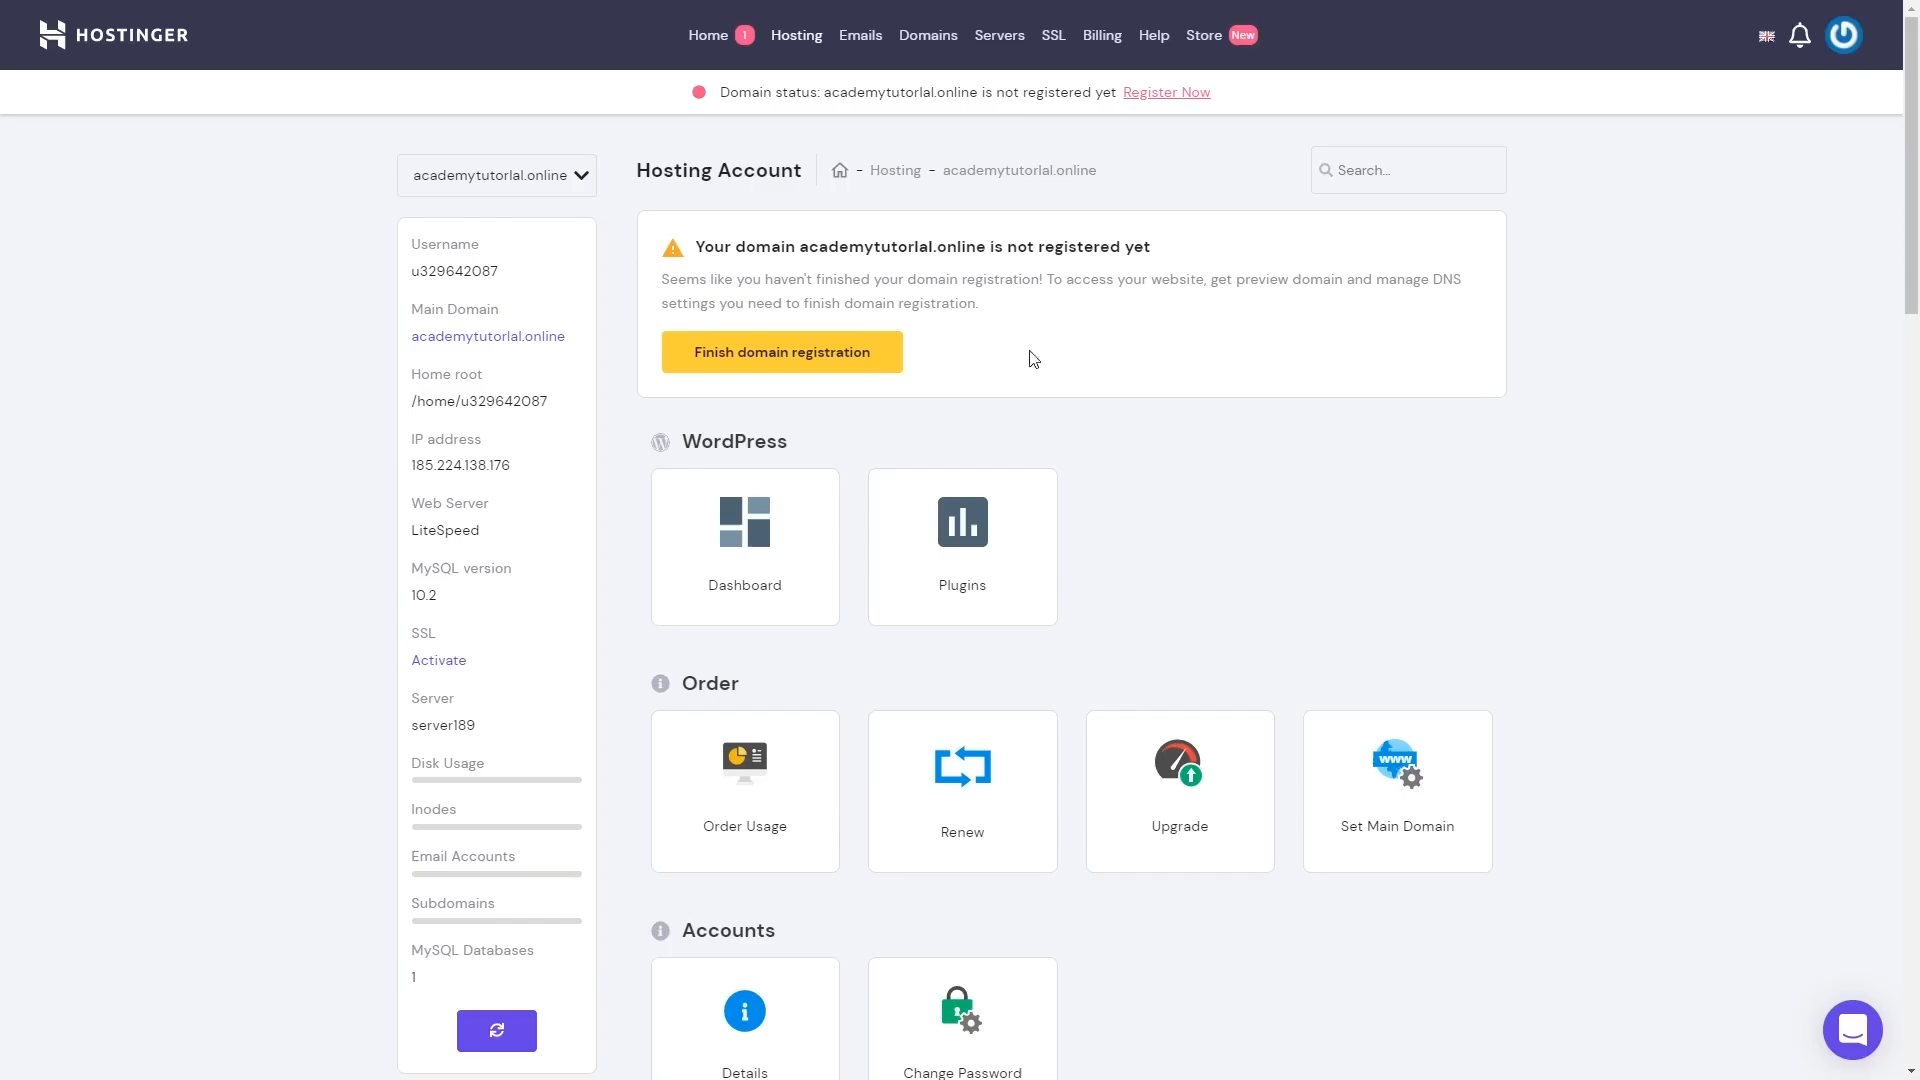 HOSTINGER
Home 1 Hosting Emails Domains Servers SSL Billing Help Store New
Domain status: academytutorlal.online is not registered yet Register Now
academytutorlal.online
Hosting Account - Hosting - academytutorlal.online
Search...
Username
u329642087
Main Domain
academytutorlal.online
Home root
/home/u329642087
IP address
185.224.138.176
Web Server
LiteSpeed
MySQL version
10.2
SSL
Activate
Server
server189
Disk Usage
Inodes
Email Accounts
Subdomains
MySQL Databases
1
Your domain academytutorlal.online is not registered yet
Seems like you haven't finished your domain registration! To access your website, get preview domain and manage DNS
settings you need to finish domain registration.
Finish domain registration
WordPress
Dashboard
Plugins
Order
Order Usage
Renew
www
Upgrade
Set Main Domain
Accounts
Details
Change Password